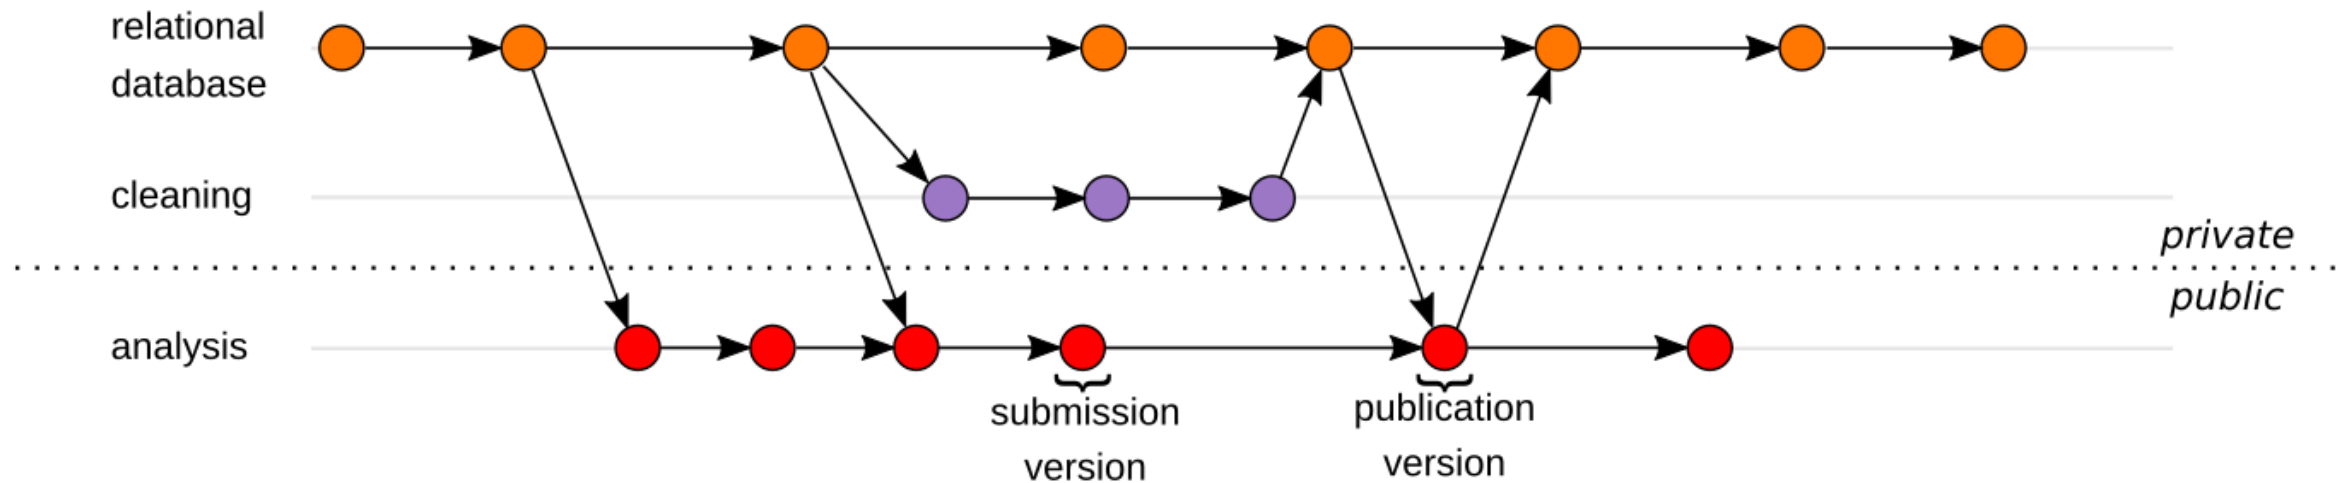 relational
database
cleaning
private
public
analysis
submission
version
publication
version